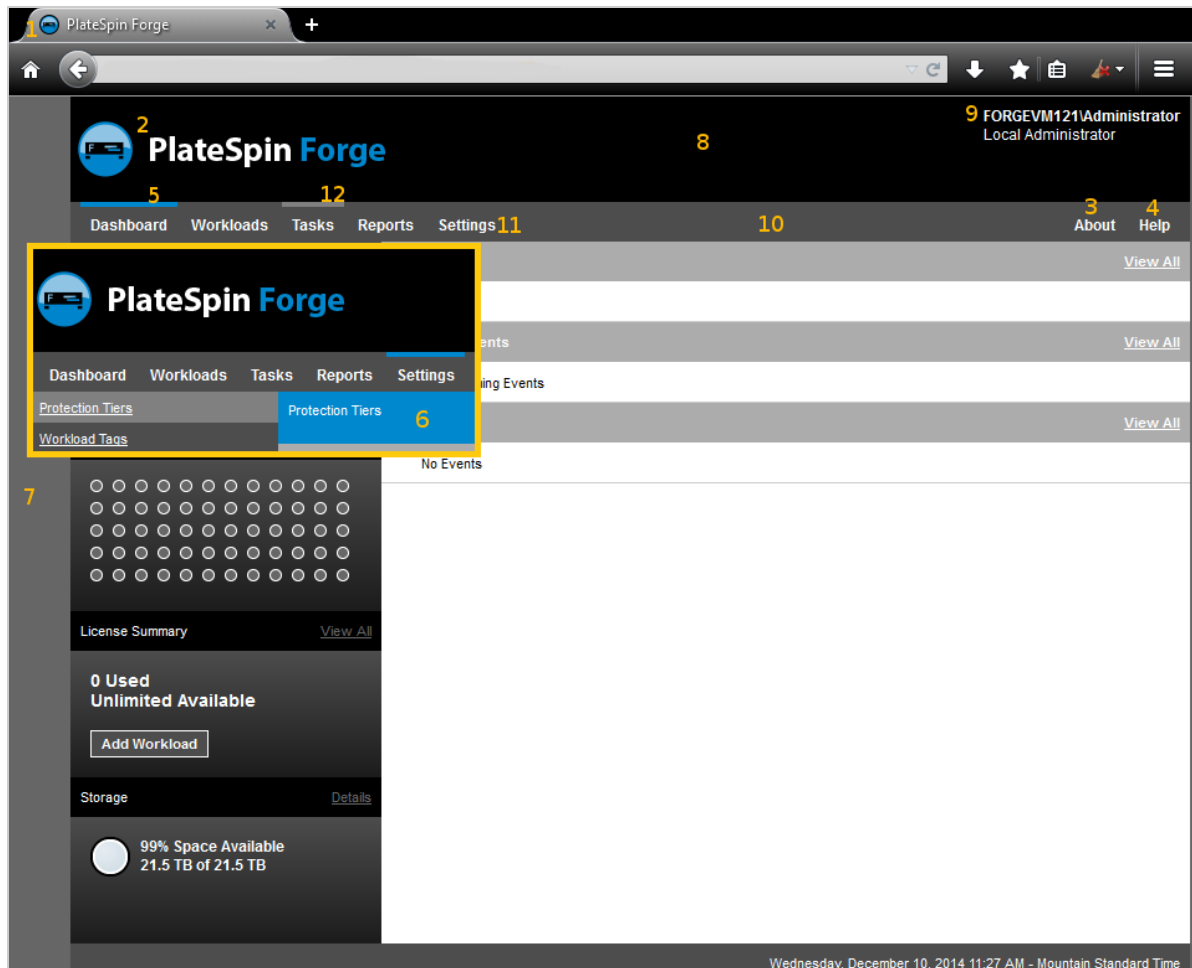 1 PlateSpin Forge × +
9 FORGEVM121\Administrator
Local Administrator
2
PlateSpin Forge
8
5 12 3 4
Dashboard Workloads Tasks Reports Settings 11 10 About Help
View All
PlateSpin Forge
ents View All
Dashboard Workloads Tasks Reports Settings
ing Events
Protection Tiers Protection Tiers 6
Workload Tags
View All
No Events
7
License Summary View All
0 Used
Unlimited Available
Add Workload
Storage Details
99% Space Available
21.5 TB of 21.5 TB
Wednesday, December 10, 2014 11:27 AM - Mountain Standard Time